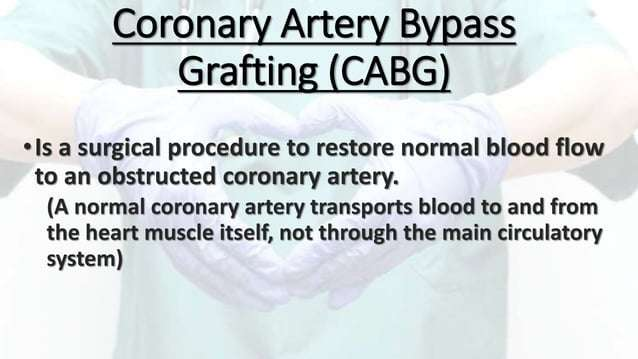 Coronary Artery Bypass
Grafting (CABG)
•Is a surgical procedure to restore normal blood flow
to an obstructed coronary artery.
(A normal coronary artery transports blood to and from
the heart muscle itself, not through the main circulatory
system)